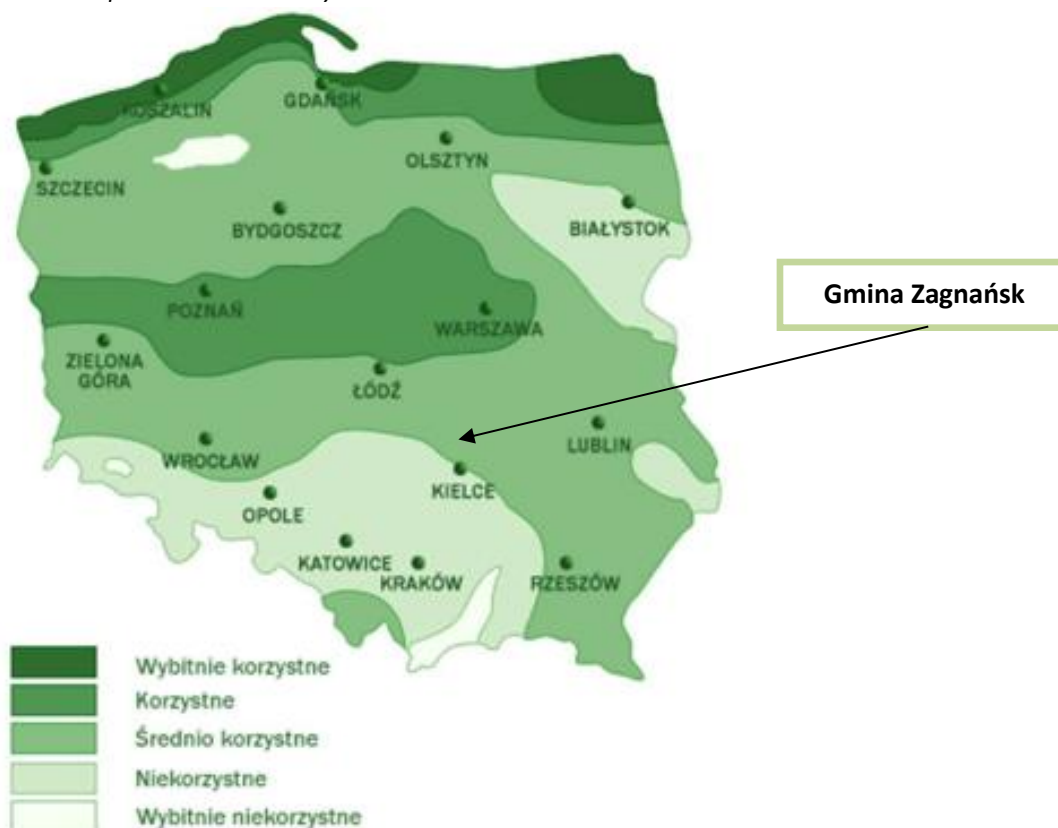 KOSZALIN
GDAŃSK
OLSZTYN
SZCZECIN
BYDGOSZCZ
BIAŁYSTOK
Gmina Zagnańsk
POZNAŃ
WARSZAWA
ZIELONA
GÓRA
ŁÓDŹ
LUBLIN
WROCŁAW
KIELCE
OPOLE
KATOWICE
KRAKÓW
RZESZÓW
Wybitnie korzystne
Korzystne
Średnio korzystne
Niekorzystne
Wybitnie niekorzystne